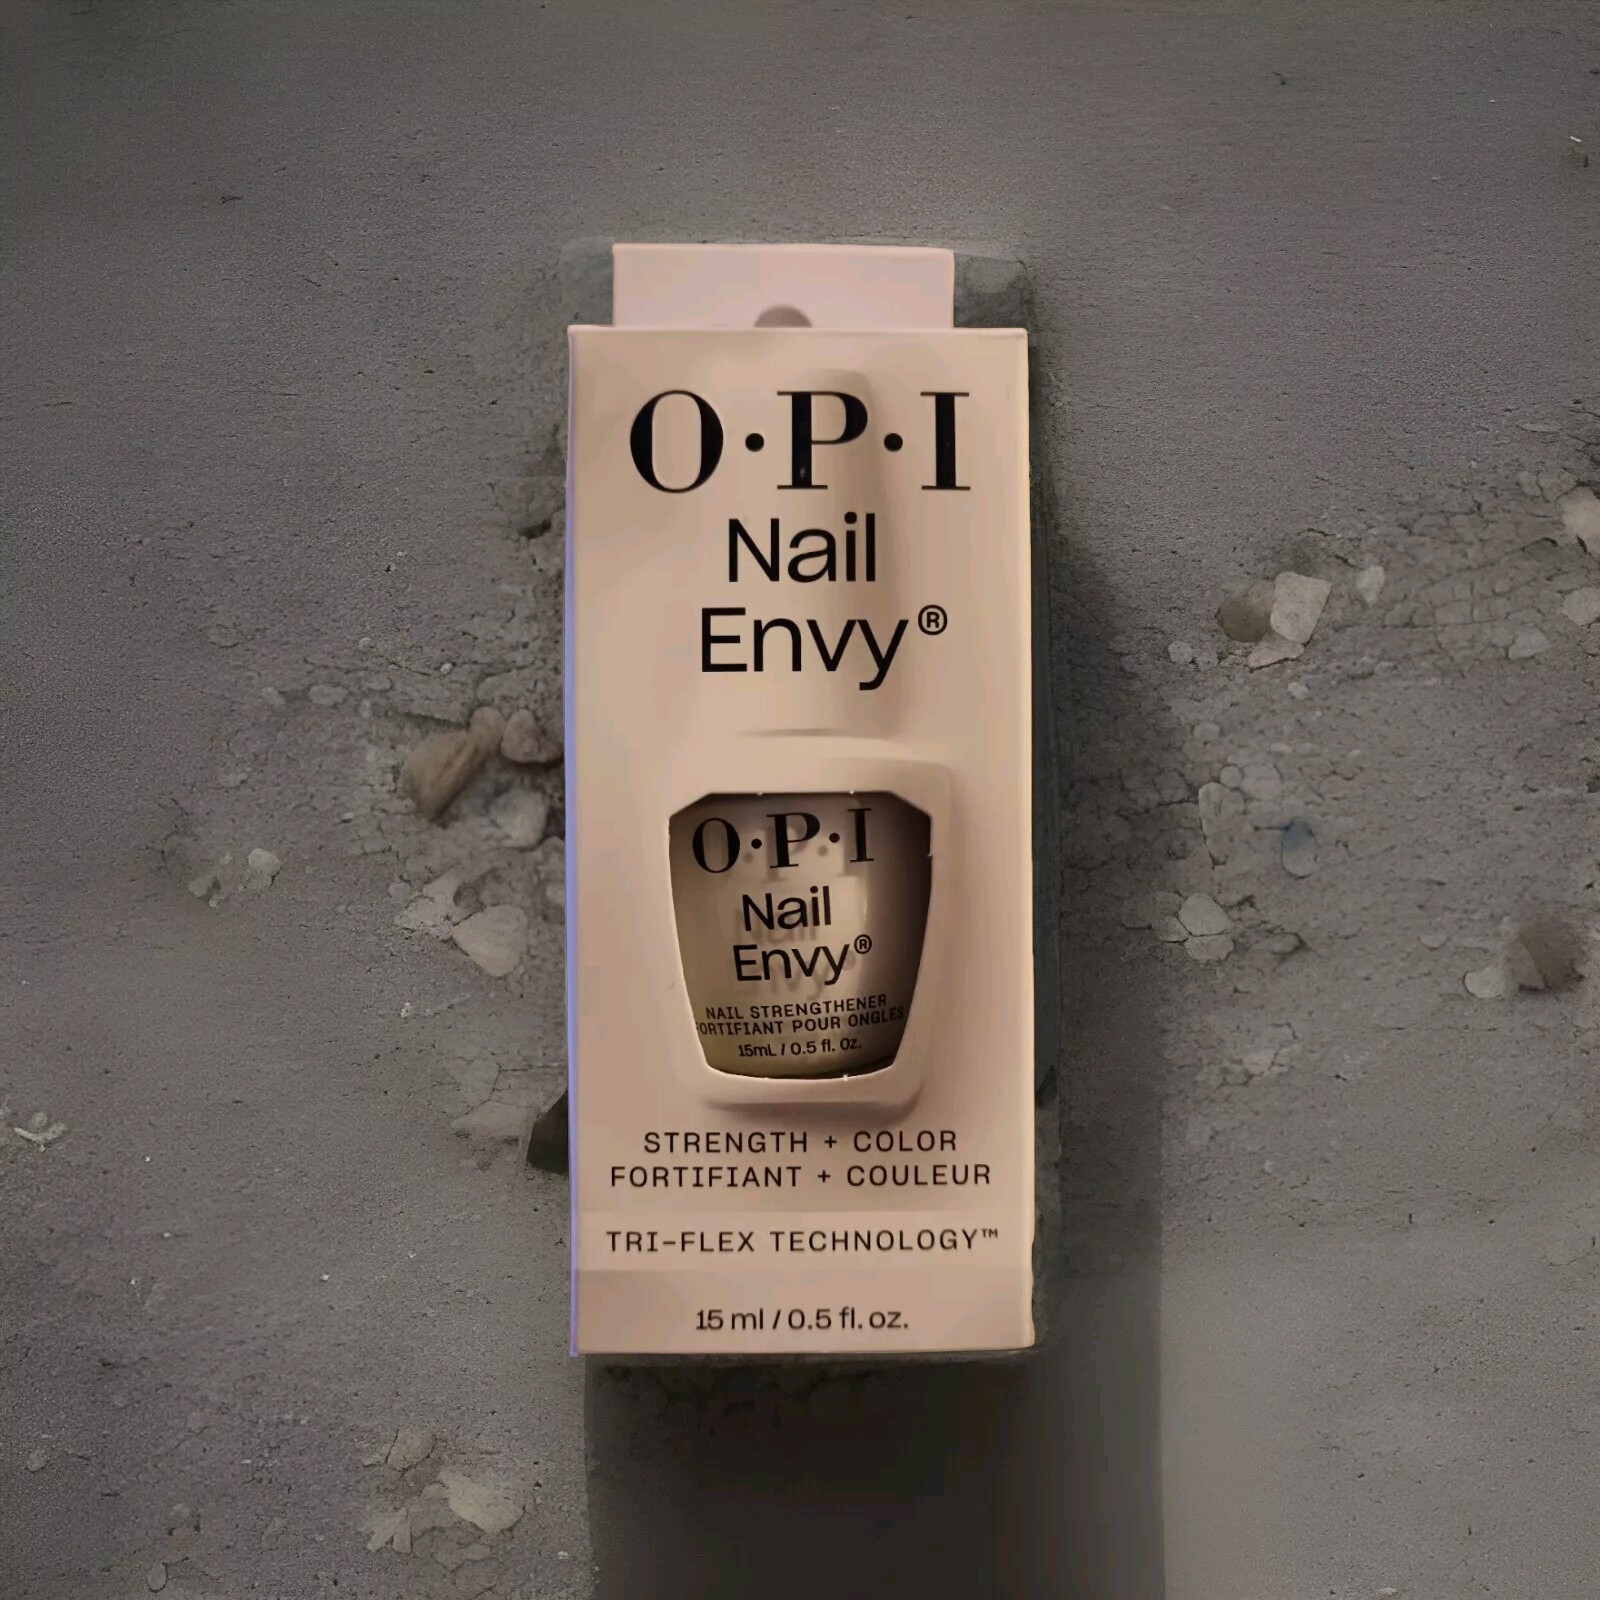 O·P·I
Nail
Envy®
O·P·I
Nail
Envy®
NAIL STRENGTHENER
FORTIFIANT POUR ONGLES
15mL / 0.5 fl. Oz.
STRENGTH + COLOR
FORTIFIANT + COULEUR
TRI-FLEX TECHNOLOGY™
15 ml / 0.5 fl. oz.